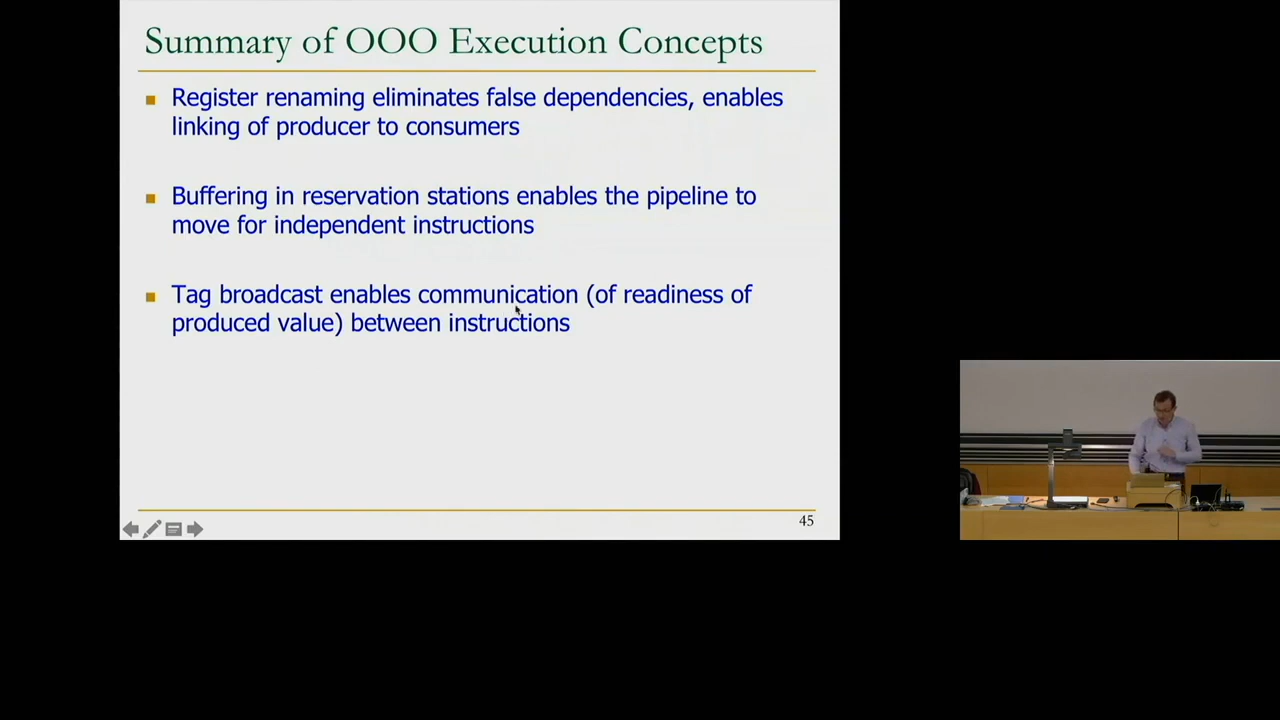 Summary of OOO Execution Concepts
Register renaming eliminates false dependencies, enables
linking of producer to consumers
Buffering in reservation stations enables the pipeline to
move for independent instructions
Tag broadcast enables communication (of readiness of
produced value) between instructions
45